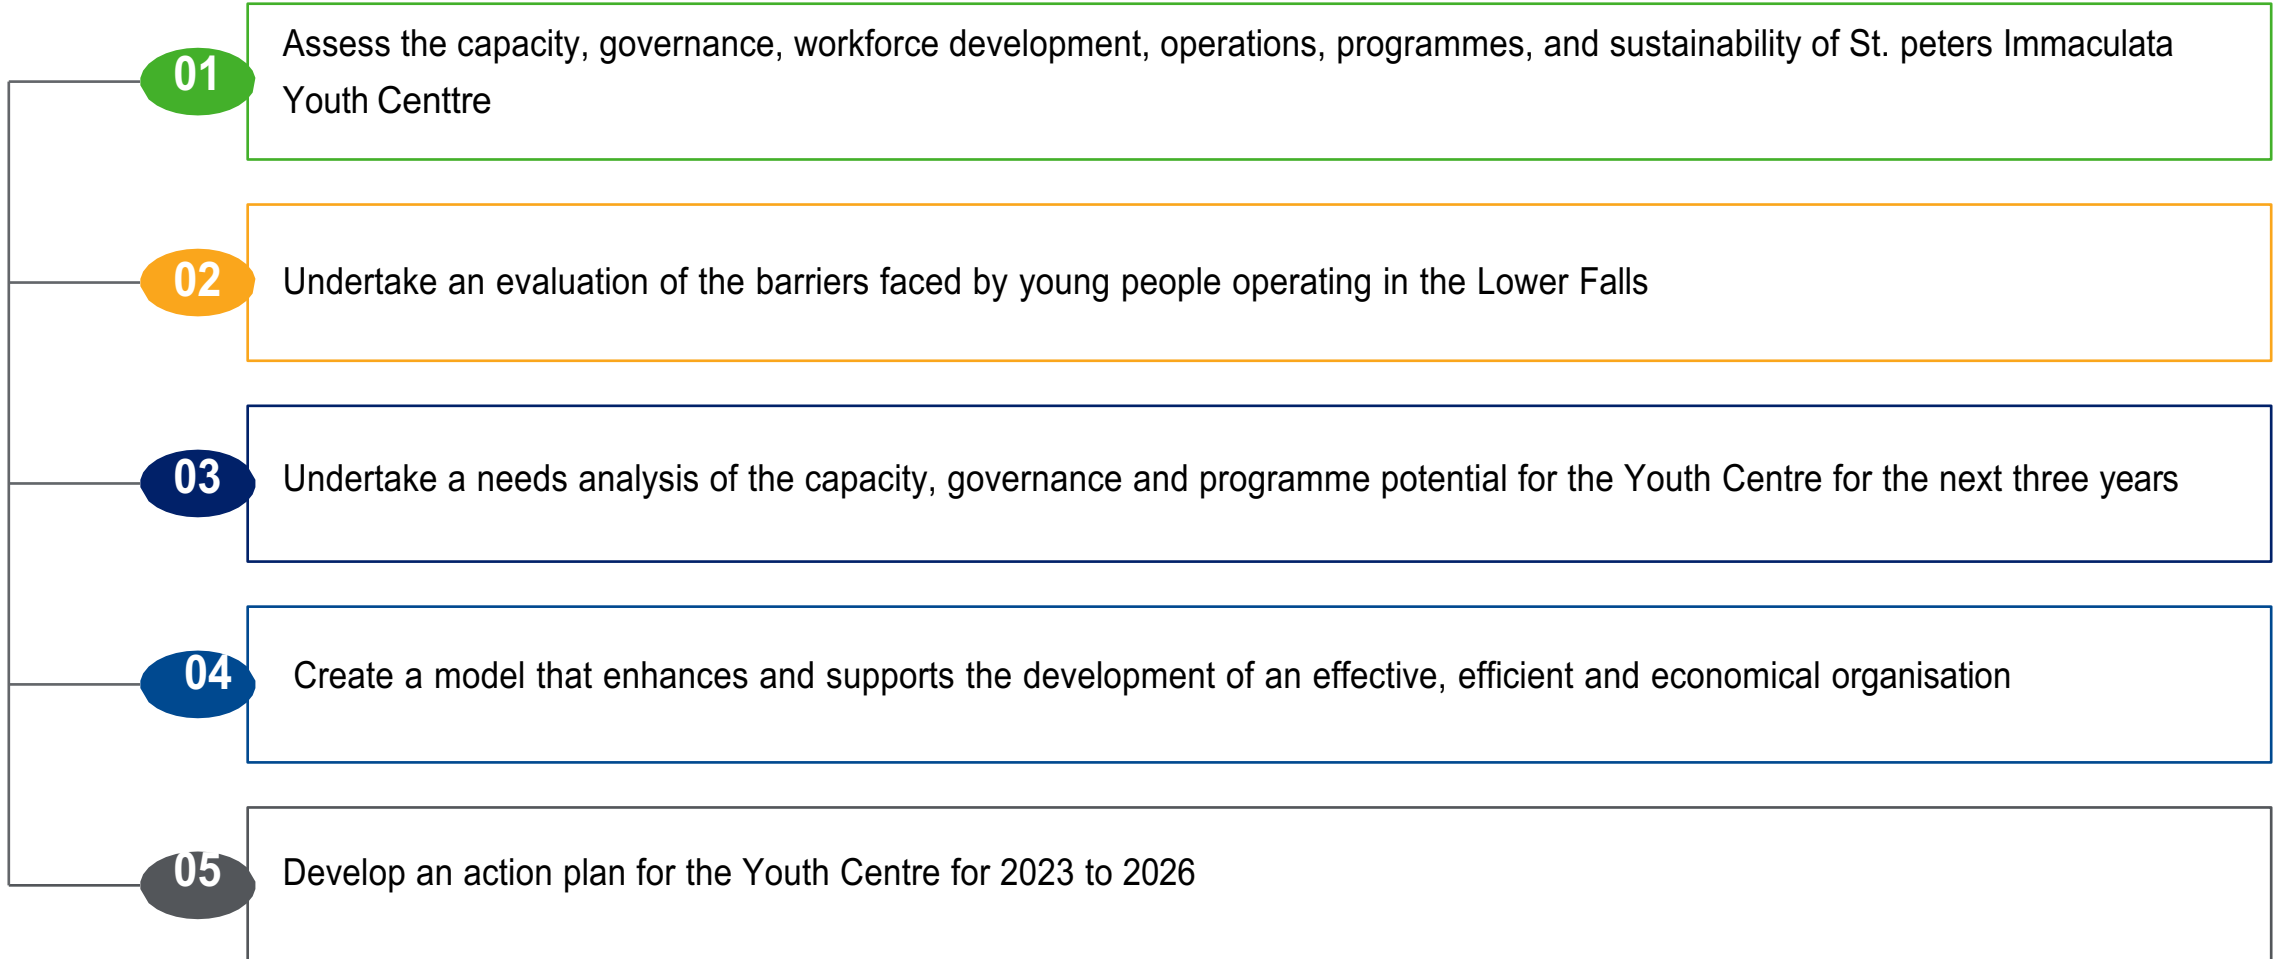 01
Assess the capacity, governance, workforce development, operations, programmes, and sustainability of St. peters Immaculata
Youth Centtre
02
Undertake an evaluation of the barriers faced by young people operating in the Lower Falls
03
Undertake a needs analysis of the capacity, governance and programme potential for the Youth Centre for the next three years
04
Create a model that enhances and supports the development of an effective, efficient and economical organisation
05
Develop an action plan for the Youth Centre for 2023 to 2026